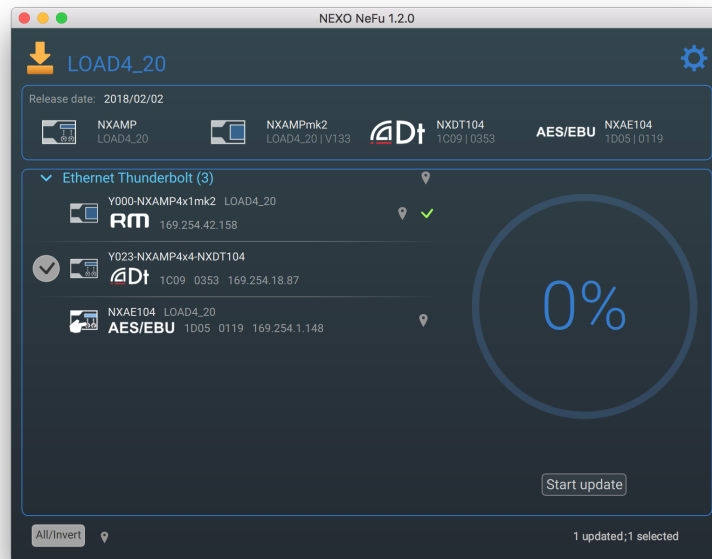 NEXO NeFu 1.2.0
LOAD4_20
Release date: 2018/02/02
NXAMP
LOAD4_20
NXAMPmk2
LOAD4_20 | V133
Dt
NXDT104
1C09 | 0353
AES/EBU
NXAE104
1D05 | 0119
Ethernet Thunderbolt (3)
Y000-NXAMP4x1mk2 LOAD4_20
RM 169.254.42.158
Y023-NXAMP4x4-NXDT104
Dt 1C09 0353 169.254.18.87
NXAE104 LOAD4_20
AES/EBU 1D05 0119 169.254.1.148
0%
Start update
All/Invert
1 updated;1 selected